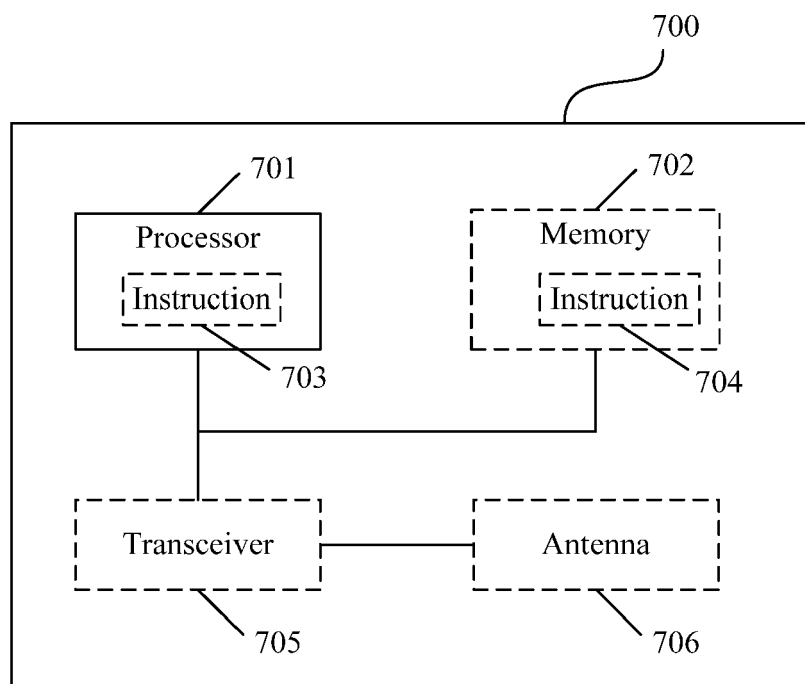 700
701
702
Processor
Memory
Instruction
Instruction
703
704
Transceiver
Antenna
705
706